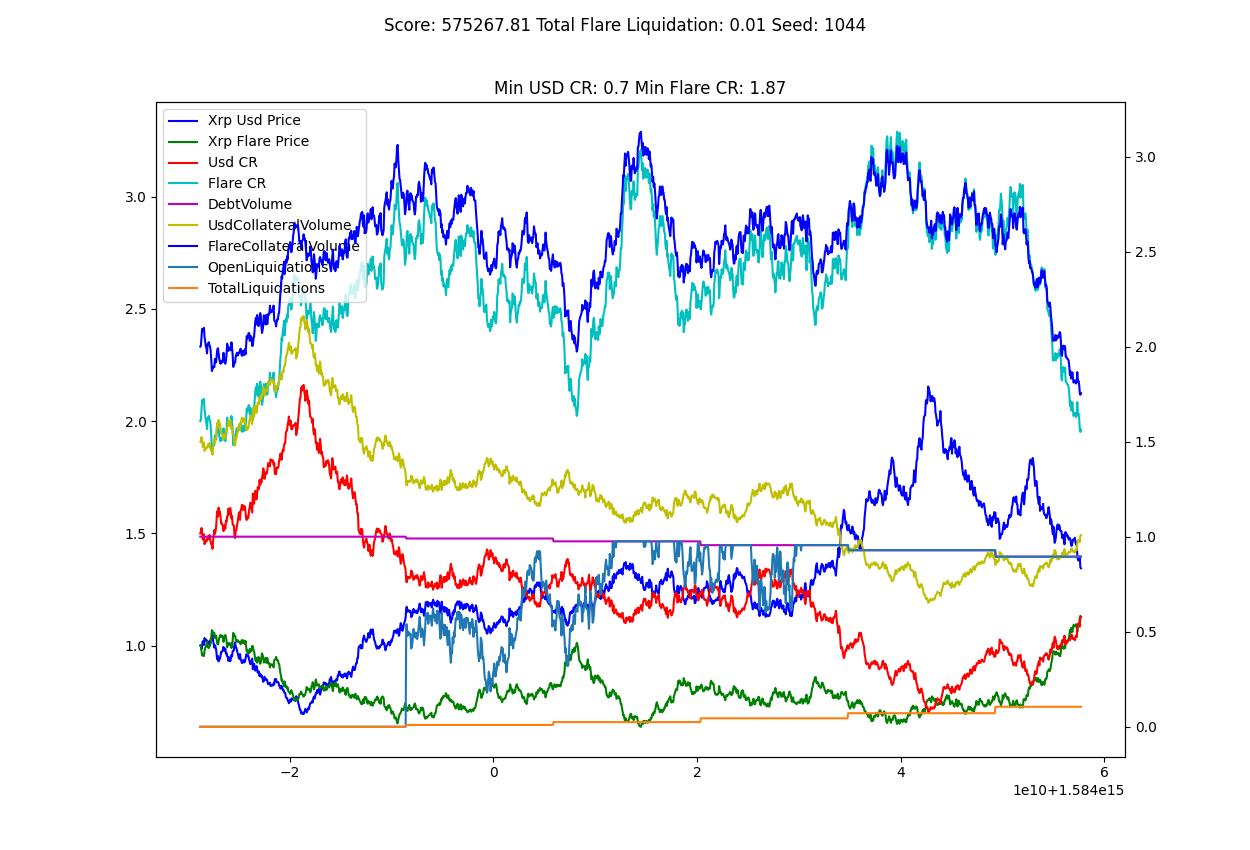 Score: 575267.81 Total Flare Liquidation: 0.01 Seed: 1044
Min USD CR: 0.7 Min Flare CR: 1.87
Xrp Usd Price
Xrp Flare Price
Usd CR
Flare CR
DebtVolume
UsdCollateralVolume
FlareCollateralVolume
OpenLiquidations
TotalLiquidations
3.0
2.5
2.0
1.5
1.0
3.0
2.5
2.0
1.5
1.0
0.5
0.0
−2
0
2
4
6
1e10+1.584e15